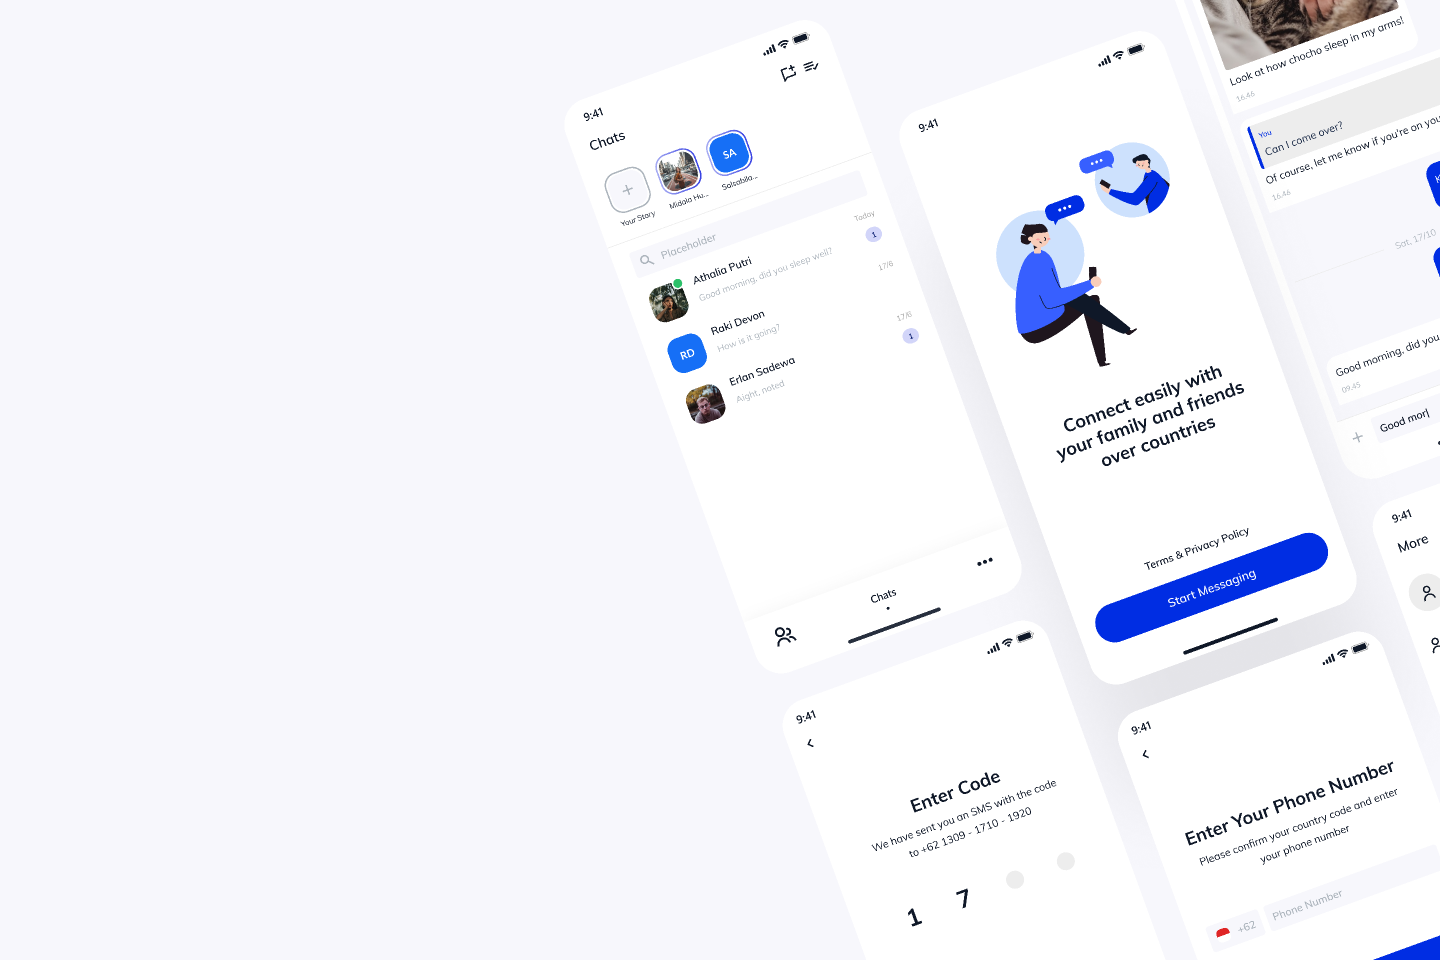 9:41
Chats
Your Story
Midala Hu...
SA
Salsabila...
Placeholder
Athalia Putri
Today
Good morning, did you sleep well?
1
RD
Raki Devon
17/6
How is it going?
Erlan Sadewa
17/6
Aight, noted
1
Chats
9:41
Connect easily with
your family and friends
over countries
Terms & Privacy Policy
Start Messaging
Look at how chocho sleep in my arms!
16.46
You
Can I come over?
Of course, let me know if you're on you
16.46
K
Sat, 17/10
Good morning, did you
09.45
Good mor
9:41
More
9:41
Enter Code
We have sent you an SMS with the code
to +62 1309 - 1710 - 1920
1 7
9:41
Enter Your Phone Number
Please confirm your country code and enter
your phone number
+62
Phone Number